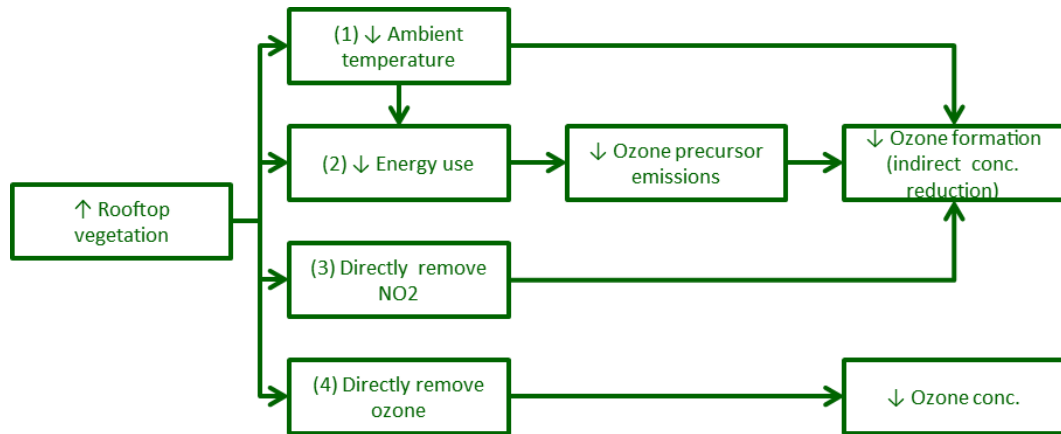 (1) ↓ Ambient
temperature
(2) ↓ Energy use
↓ Ozone precursor
emissions
↓ Ozone formation
(indirect conc.
reduction)
↑ Rooftop
vegetation
(3) Directly remove
NO2
(4) Directly remove
ozone
↓ Ozone conc.